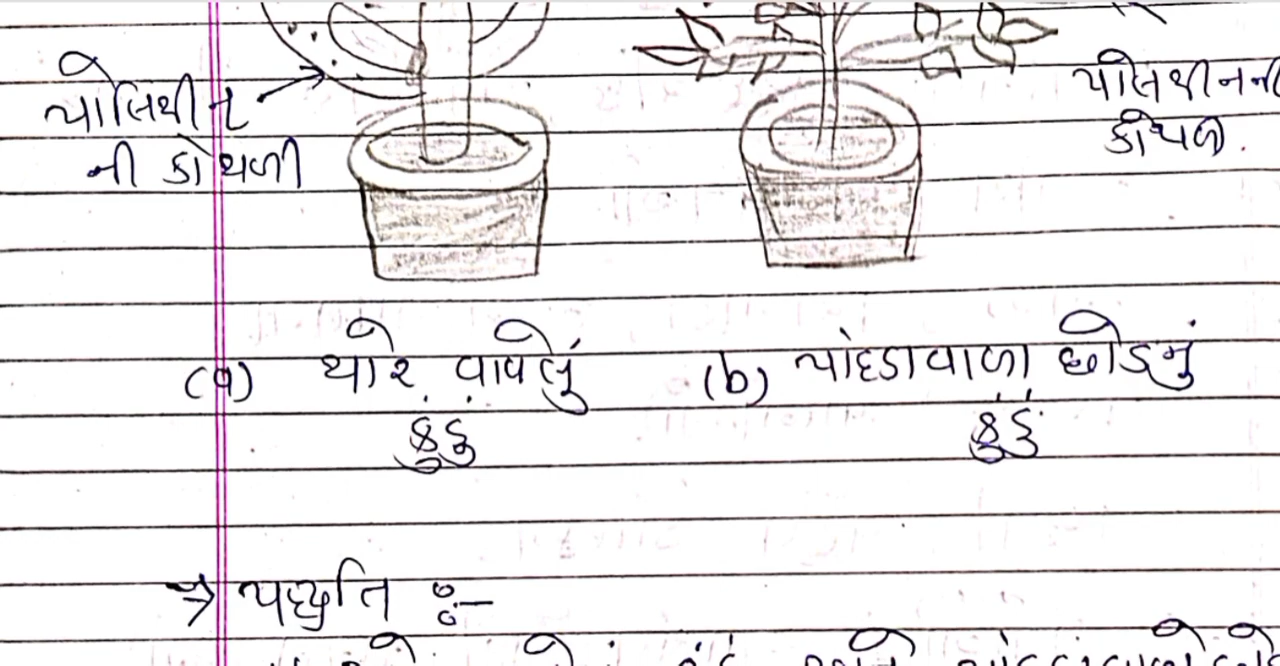 પોલિથીન
ની કોથળી
પોલિથીનની
કોથળી.
(a) થોર વાવેલું
કુંડું
(b) પાંદડાવાળા છોડનું
કુંડું
→ પદ્ધતિ :-